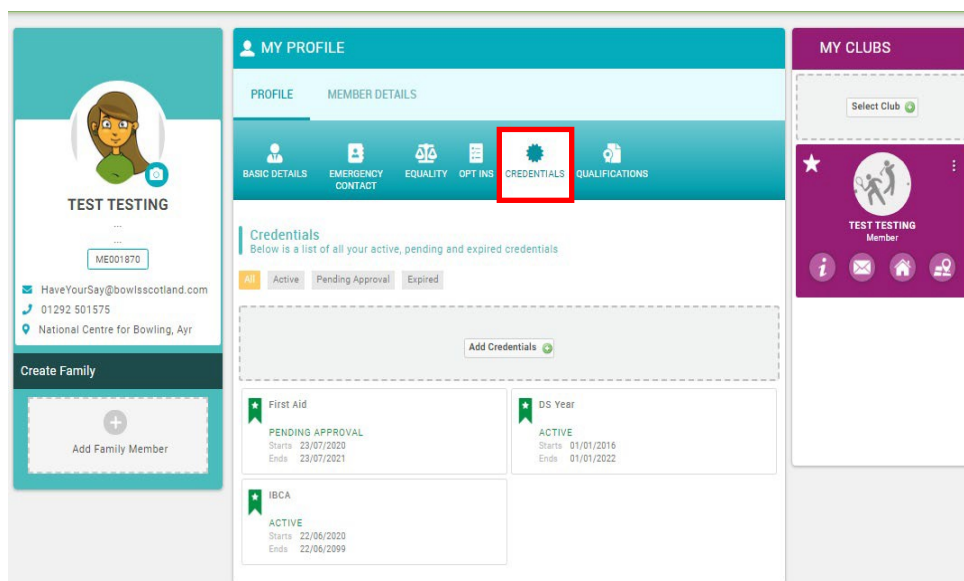 TEST TESTING
...
...
ME001870
HaveYourSay@bowlsscotland.com
01292 501575
National Centre for Bowling, Ayr
Create Family
Add Family Member
MY PROFILE
PROFILE MEMBER DETAILS
BASIC DETAILS EMERGENCY CONTACT EQUALITY OPT INS CREDENTIALS QUALIFICATIONS
Credentials
Below is a list of all your active, pending and expired credentials
All Active Pending Approval Expired
Add Credentials
First Aid
PENDING APPROVAL
Starts 23/07/2020
Ends 23/07/2021
DS Year
ACTIVE
Starts 01/01/2016
Ends 01/01/2022
IBCA
ACTIVE
Starts 22/06/2020
Ends 22/06/2099
MY CLUBS
Select Club
TEST TESTING
Member